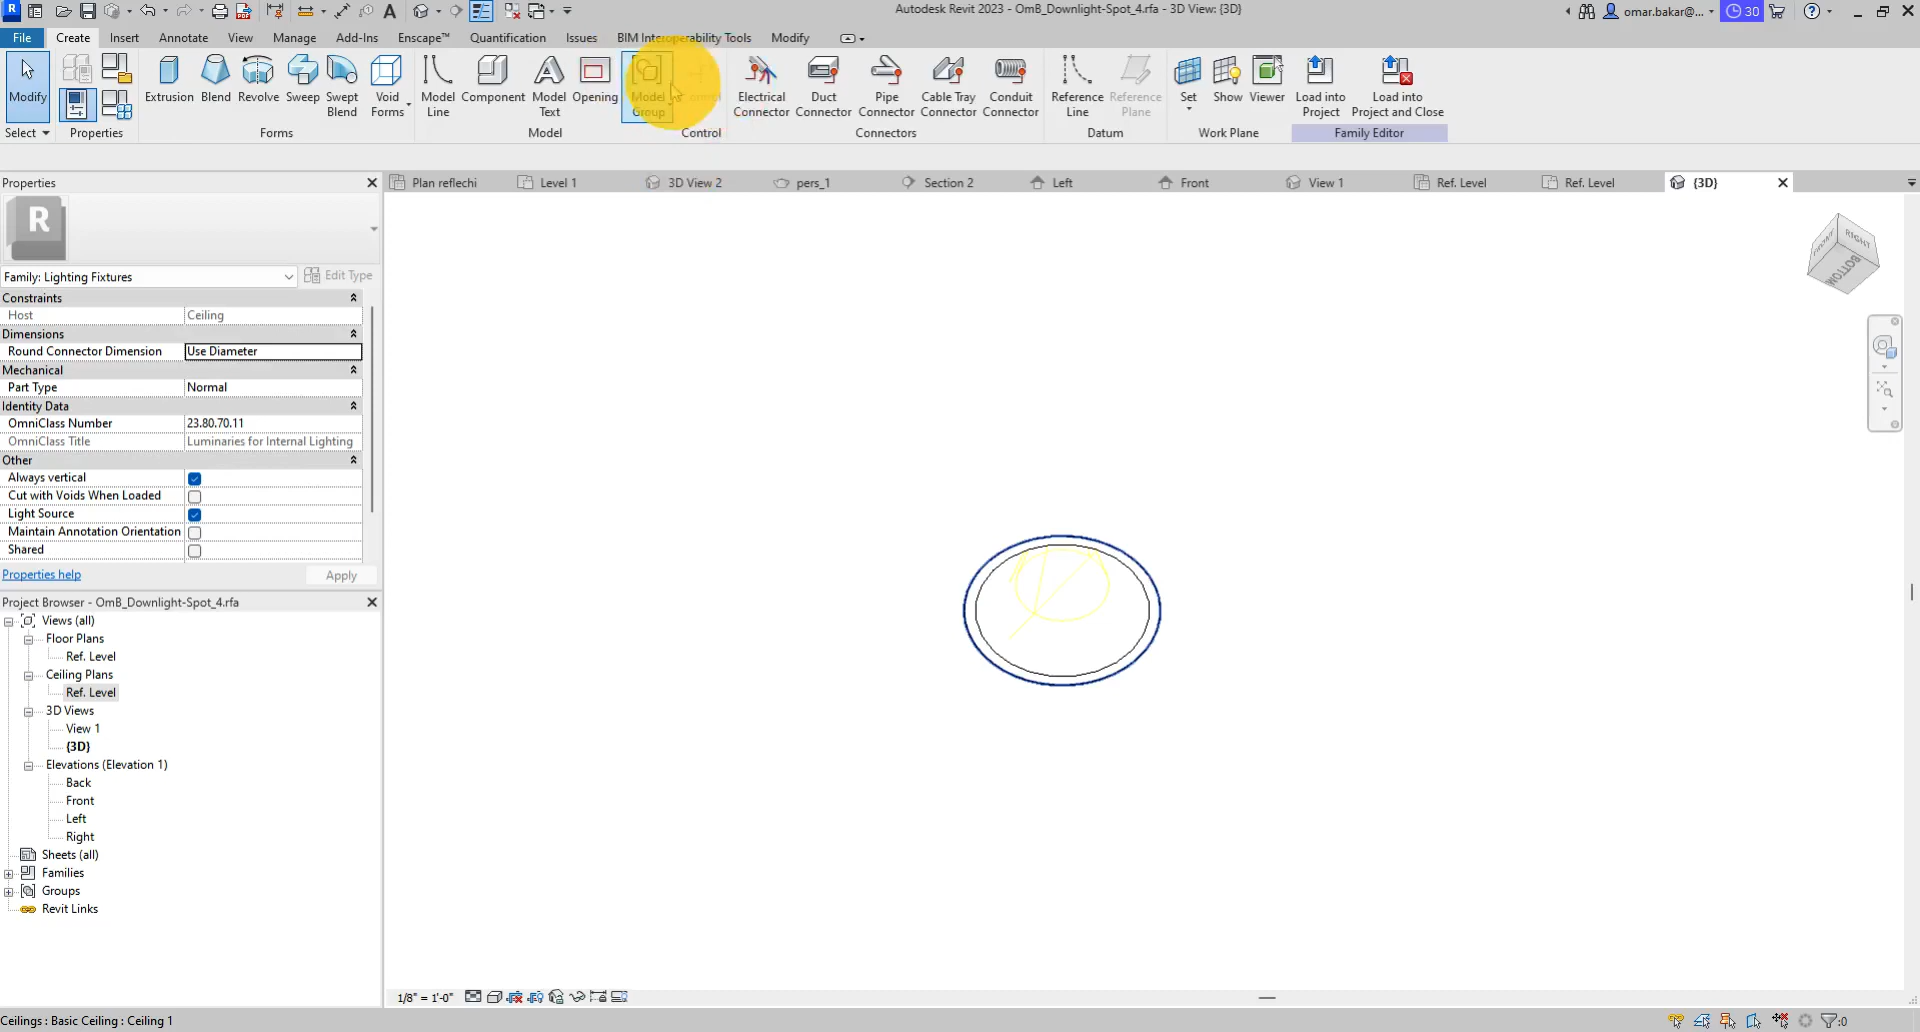 Autodesk Revit 2023 - OmB_Downlight-Spot_4.rfa - 3D View: {3D}
omar.bakar@...
30
File Create Insert Annotate View Manage Add-Ins Enscape™ Quantification Issues BIM Interoperability Tools Modify
Modify
Extrusion Blend Revolve Sweep Swept Blend Void Forms
Model Line Component Model Text Opening Model Group
Electrical Connector Duct Connector Pipe Connector Cable Tray Connector Conduit Connector
Reference Line Reference Plane
Set Show Viewer
Load into Project Load into Project and Close
Select Properties Forms Model Control Connectors Datum Work Plane Family Editor
Properties
R
Family: Lighting Fixtures Edit Type
Constraints
Host Ceiling
Dimensions
Round Connector Dimension Use Diameter
Mechanical
Part Type Normal
Identity Data
OmniClass Number 23.80.70.11
OmniClass Title Luminaries for Internal Lighting
Other
Always vertical
Cut with Voids When Loaded
Light Source
Maintain Annotation Orientation
Shared
Properties help Apply
Project Browser - OmB_Downlight-Spot_4.rfa
Views (all)
Floor Plans
Ref. Level
Ceiling Plans
Ref. Level
3D Views
View 1
{3D}
Elevations (Elevation 1)
Back
Front
Left
Right
Sheets (all)
Families
Groups
Revit Links
Plan reflechi Level 1 3D View 2 pers_1 Section 2 Left Front View 1 Ref. Level Ref. Level {3D}
FRONT RIGHT BOTTOM
1/8" = 1'-0"
Ceilings : Basic Ceiling : Ceiling 1
:0